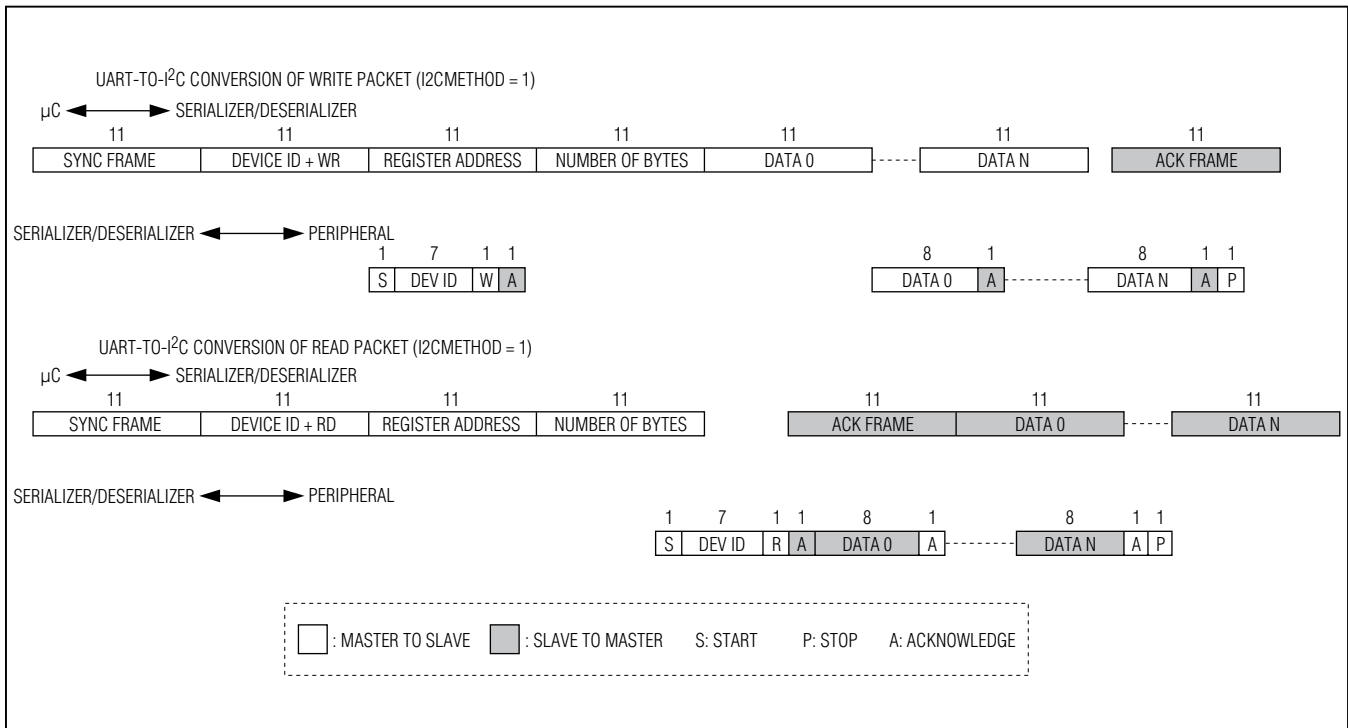 UART-TO-I2C CONVERSION OF WRITE PACKET (I2CMETHOD = 1)
µC SERIALIZER/DESERIALIZER
11 11 11 11 11 11 11
SYNC FRAME DEVICE ID + WR REGISTER ADDRESS NUMBER OF BYTES DATA 0 DATA N ACK FRAME
SERIALIZER/DESERIALIZER PERIPHERAL
1 7 1 1 8 1 8 1 1
S DEV ID W A DATA 0 A DATA N A P
UART-TO-I2C CONVERSION OF READ PACKET (I2CMETHOD = 1)
µC SERIALIZER/DESERIALIZER
11 11 11 11 11 11 11
SYNC FRAME DEVICE ID + RD REGISTER ADDRESS NUMBER OF BYTES ACK FRAME DATA 0 DATA N
SERIALIZER/DESERIALIZER PERIPHERAL
1 7 1 1 8 1 8 1 1
S DEV ID R A DATA 0 A DATA N A P
: MASTER TO SLAVE : SLAVE TO MASTER S: START P: STOP A: ACKNOWLEDGE